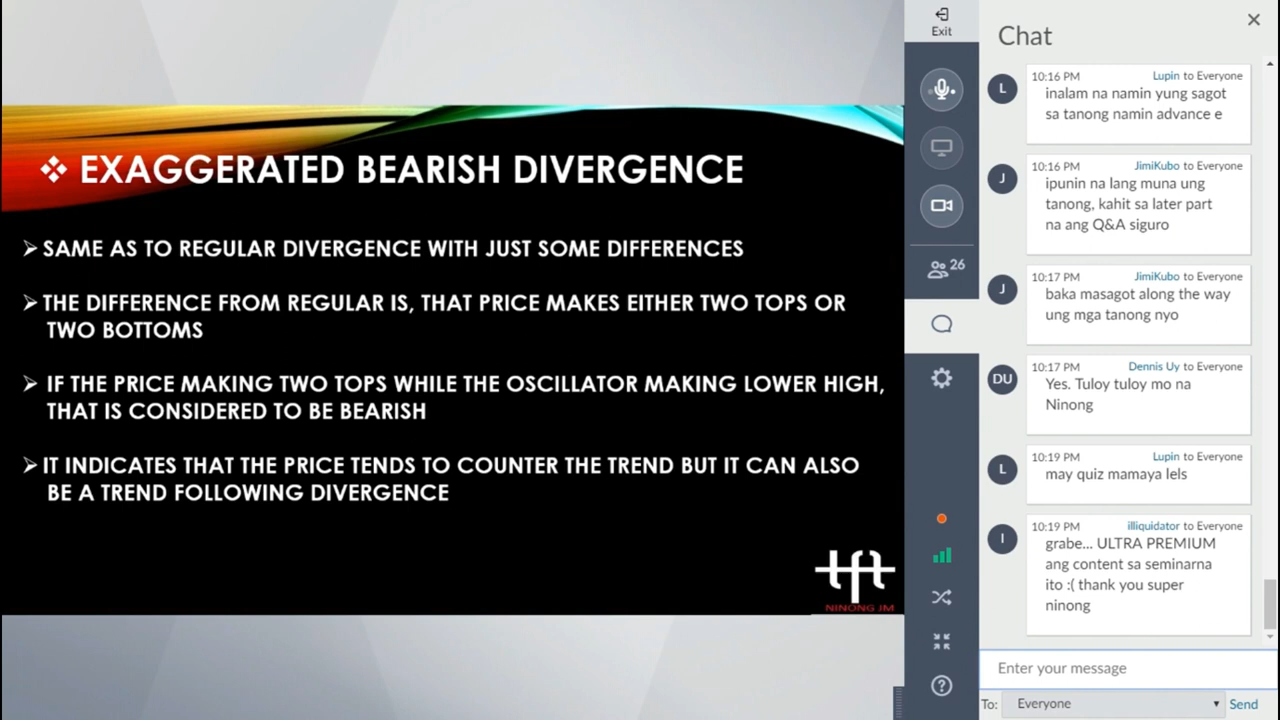 EXAGGERATED BEARISH DIVERGENCE
SAME AS TO REGULAR DIVERGENCE WITH JUST SOME DIFFERENCES
THE DIFFERENCE FROM REGULAR IS, THAT PRICE MAKES EITHER TWO TOPS OR
TWO BOTTOMS
IF THE PRICE MAKING TWO TOPS WHILE THE OSCILLATOR MAKING LOWER HIGH,
THAT IS CONSIDERED TO BE BEARISH
IT INDICATES THAT THE PRICE TENDS TO COUNTER THE TREND BUT IT CAN ALSO
BE A TREND FOLLOWING DIVERGENCE
tft
NINONG JM
Exit
26
Chat
L
10:16 PM Lupin to Everyone
inalam na namin yung sagot
sa tanong namin advance e
J
10:16 PM JimiKubo to Everyone
ipunin na lang muna ung
tanong, kahit sa later part
na ang Q&A siguro
J
10:17 PM JimiKubo to Everyone
baka masagot along the way
ung mga tanong nyo
DU
10:17 PM Dennis Uy to Everyone
Yes. Tuloy tuloy mo na
Ninong
L
10:19 PM Lupin to Everyone
may quiz mamaya lels
I
10:19 PM illiquidator to Everyone
grabe... ULTRA PREMIUM
ang content sa seminarna
ito :( thank you super
ninong
Enter your message
To: Everyone Send